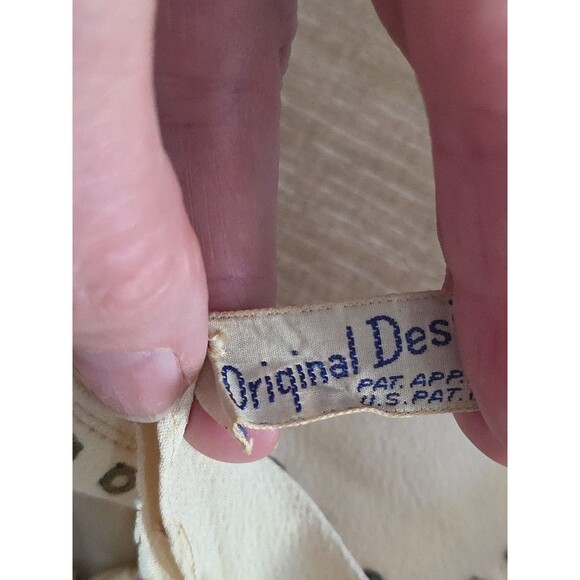 Original Des
PAT. APP.
U.S. PAT.